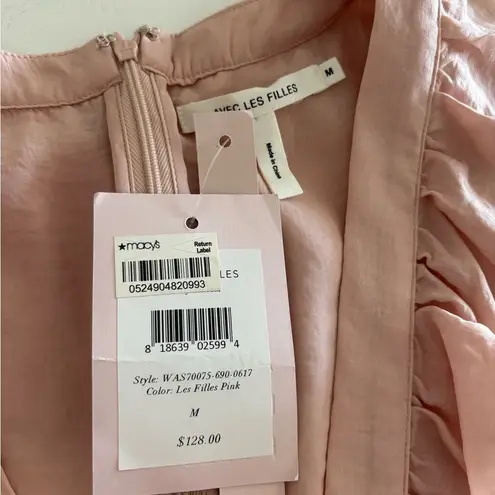 AVEC LES FILLES
M
Made in China
★macy's
Return
Label
0524904820993
LES
8 18639 02599 4
Style: WAS70075-690-0617
Color: Les Filles Pink
M
$128.00